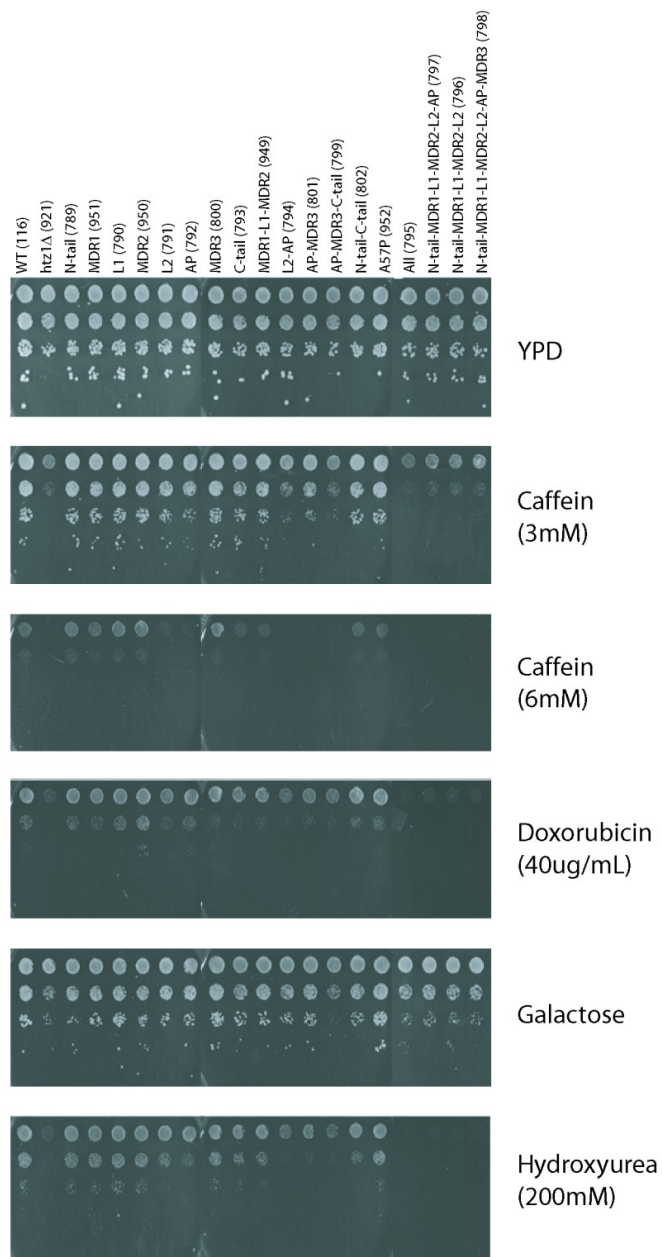 WT (116)
htz1Δ (921)
N-tail (789)
MDR1 (951)
L1 (790)
MDR2 (950)
L2 (791)
AP (792)
MDR3 (800)
C-tail (793)
MDR1-L1-MDR2 (949)
L2-AP (794)
AP-MDR3 (801)
AP-MDR3-C-tail (799)
N-tail-C-tail (802)
A57P (952)
All (795)
N-tail-MDR1-L1-MDR2-L2-AP (797)
N-tail-MDR1-L1-MDR2-L2 (796)
N-tail-MDR1-L1-MDR2-L2-AP-MDR3 (798)
YPD
Caffein
(3mM)
Caffein
(6mM)
Doxorubicin
(40ug/mL)
Galactose
Hydroxyurea
(200mM)